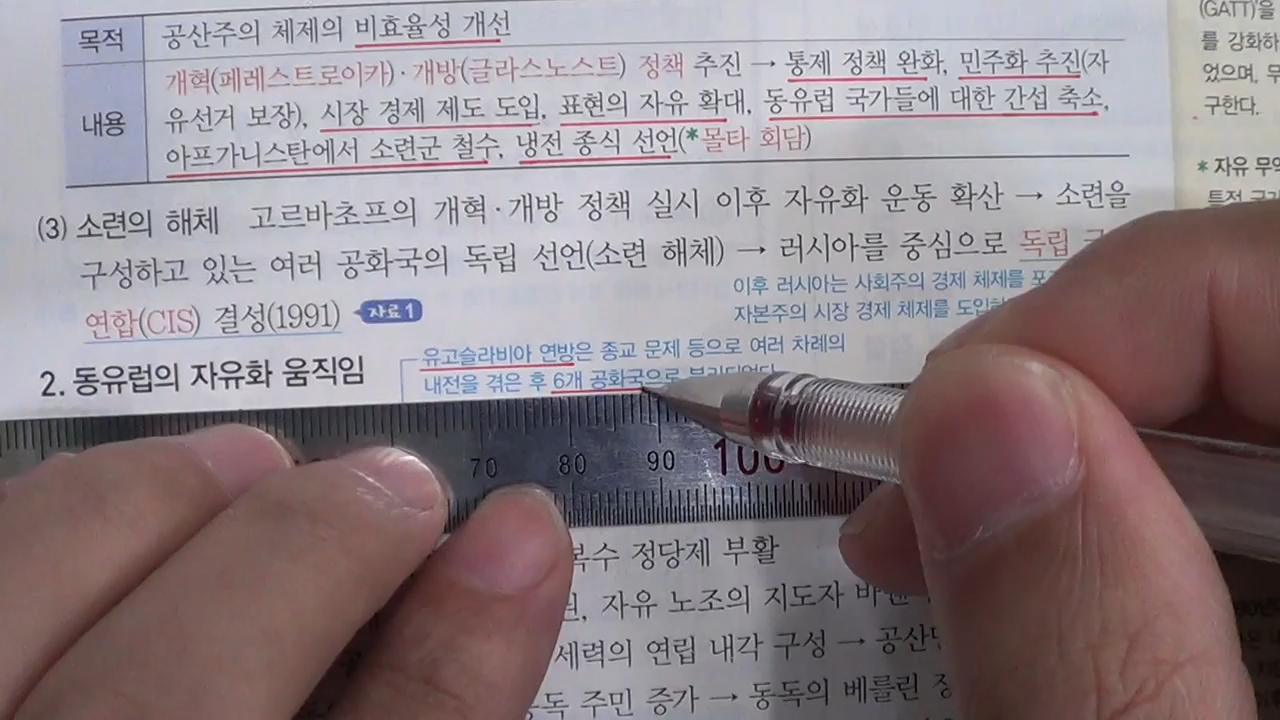 목적 공산주의 체제의 비효율성 개선
내용 개혁(페레스트로이카)·개방(글라스노스트) 정책 추진 → 통제 정책 완화, 민주화 추진(자
유선거 보장), 시장 경제 제도 도입, 표현의 자유 확대, 동유럽 국가들에 대한 간섭 축소,
아프가니스탄에서 소련군 철수, 냉전 종식 선언(*몰타 회담)
(3) 소련의 해체 고르바초프의 개혁·개방 정책 실시 이후 자유화 운동 확산 → 소련을
구성하고 있는 여러 공화국의 독립 선언(소련 해체) → 러시아를 중심으로 독립
이후 러시아는 사회주의 경제 체제를
자본주의 시장 경제 체제를
연합(CIS) 결성(1991) 자료1
2. 동유럽의 자유화 움직임
유고슬라비아 연방은 종교 문제 등으로 여러 차례의
내전을 겪은 후 6개 공화국으로
70 80 90 100
복수 정당제 부활
자유 노조의 지도자
세력의 연립 내각 구성 →
주민 증가 → 동독의 베를린
(GATT)'을
를 강화하
었으며,
구한다.
* 자유